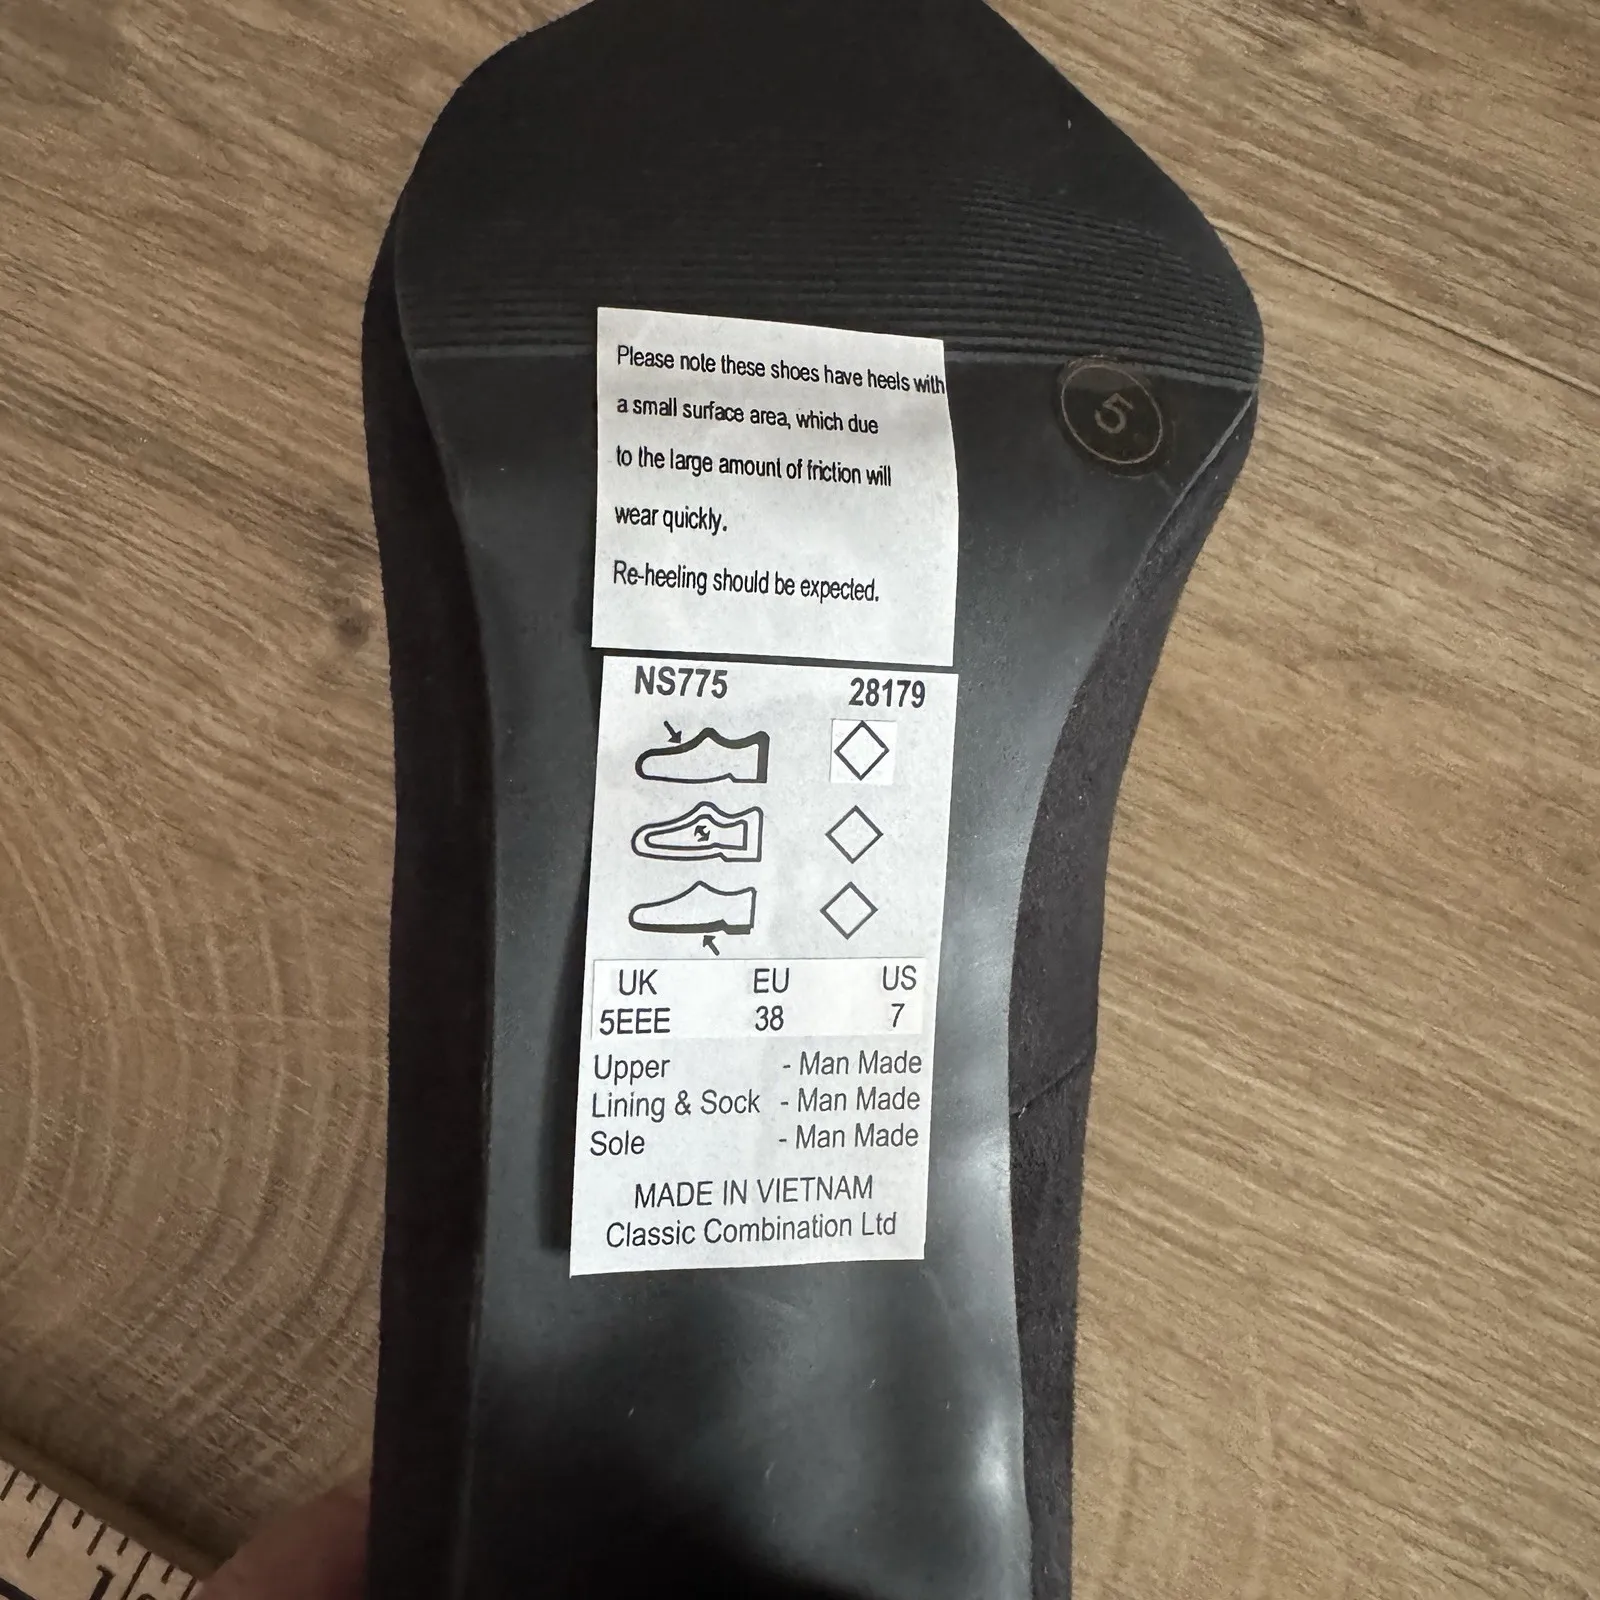 Please note these shoes have heels with
a small surface area, which due
to the large amount of friction will
wear quickly.
Re-heeling should be expected.
5
NS775 28179
UK EU US
5EEE 38 7
Upper - Man Made
Lining & Sock - Man Made
Sole - Man Made
MADE IN VIETNAM
Classic Combination Ltd